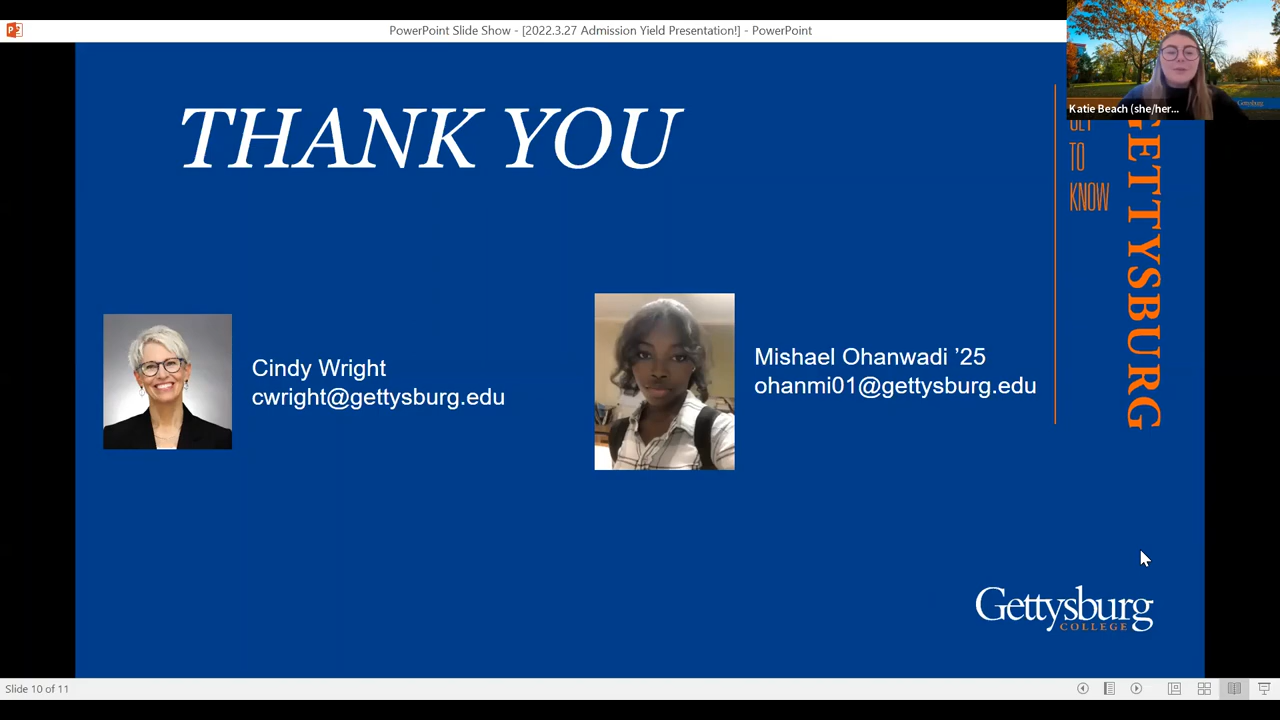 PowerPoint Slide Show - [2022.3.27 Admission Yield Presentation!] - PowerPoint
Katie Beach (she/her...
THANK YOU
TO
KNOW
GETTYSBURG
Cindy Wright
cwright@gettysburg.edu
Mishael Ohanwadi ’25
ohanmi01@gettysburg.edu
Gettysburg
COLLEGE
Slide 10 of 11